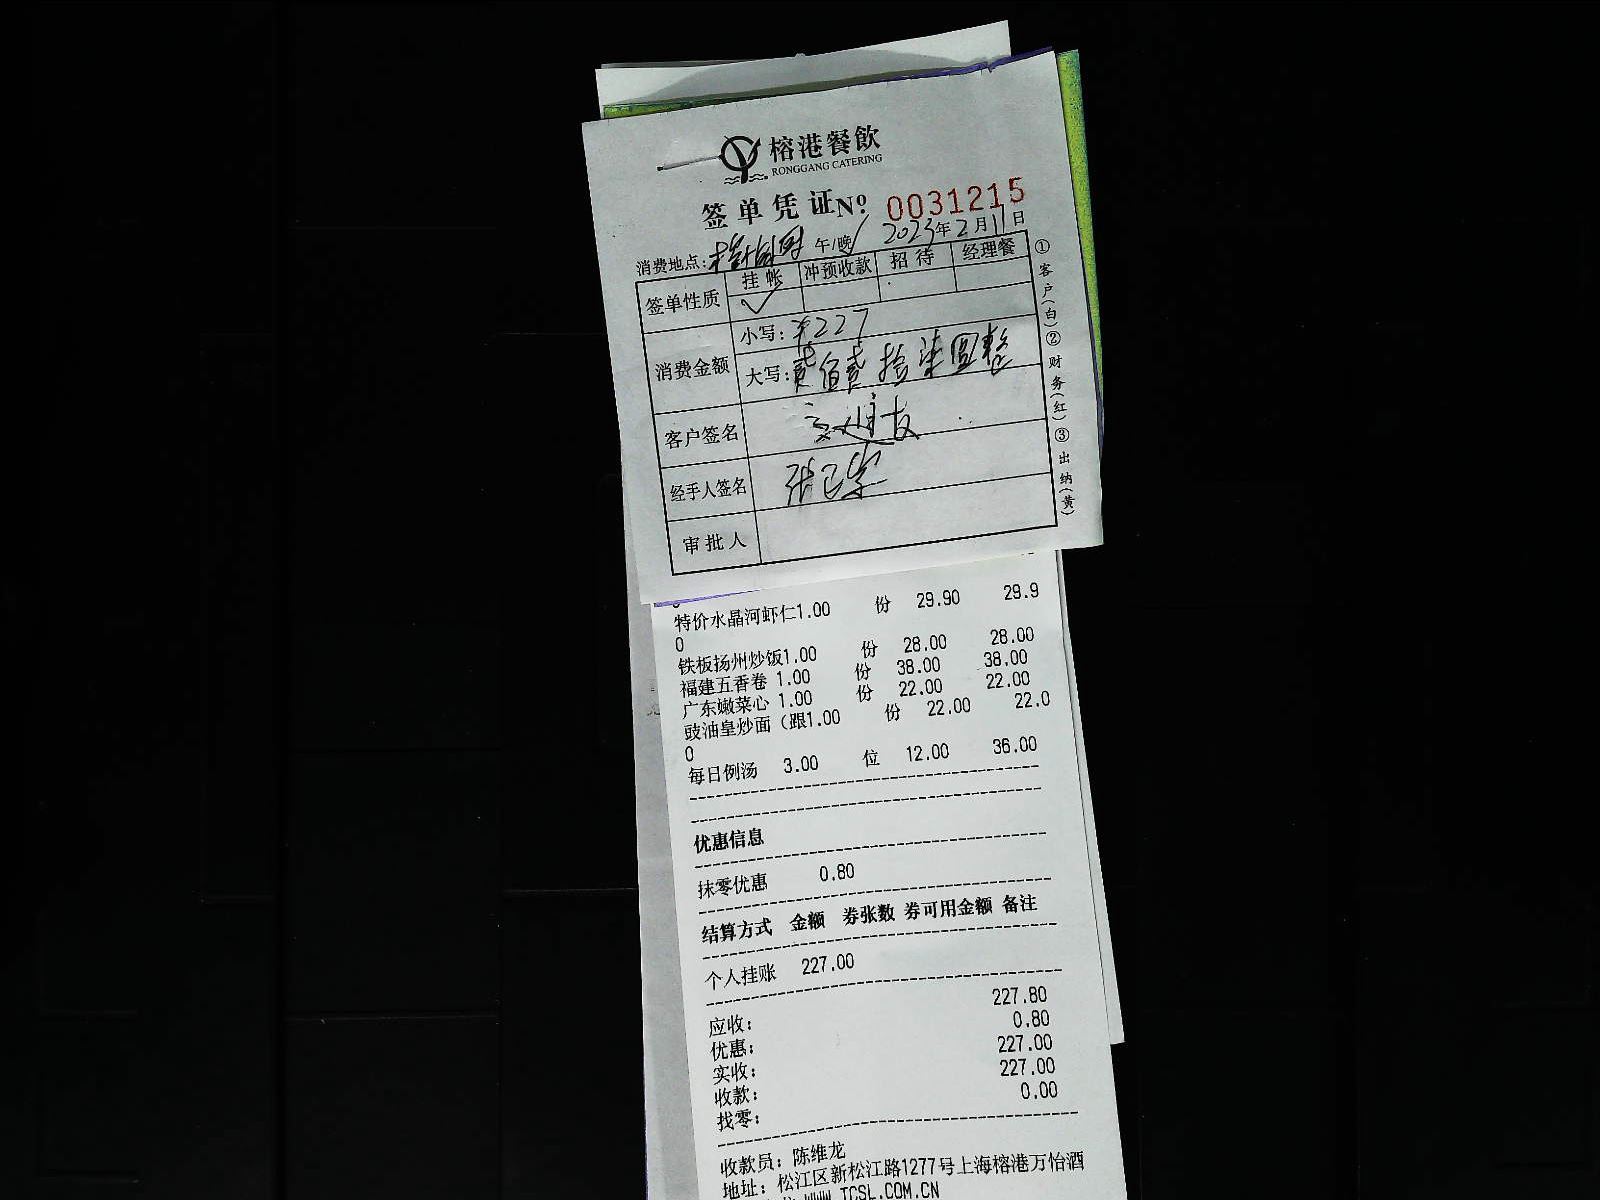 榕港餐飲
RONGGANG CATERING
签单凭证 № 0031215
消费地点: 午/晚 2023年2月11日
签单性质 挂帐 冲预收款 招待 经理餐
✓
消费金额 小写: ¥227
大写: 贰佰贰拾柒圆整
客户签名
经手人签名 张
审批人
①客户(白)②财务(红)③出纳(黄)
特价水晶河虾仁1.00 份 29.90 29.9
0
铁板扬州炒饭1.00 份 28.00 28.00
福建五香卷 1.00 份 38.00 38.00
广东嫩菜心 1.00 份 22.00 22.00
豉油皇炒面（跟1.00 份 22.00 22.0
0
每日例汤 3.00 位 12.00 36.00
优惠信息
抹零优惠 0.80
结算方式 金额 券张数 券可用金额 备注
个人挂账 227.00
应收: 227.80
优惠: 0.80
实收: 227.00
收款: 227.00
找零: 0.00
收款员: 陈维龙
地址: 松江区新松江路1277号上海榕港万怡酒
WWW.TCSL.COM.CN